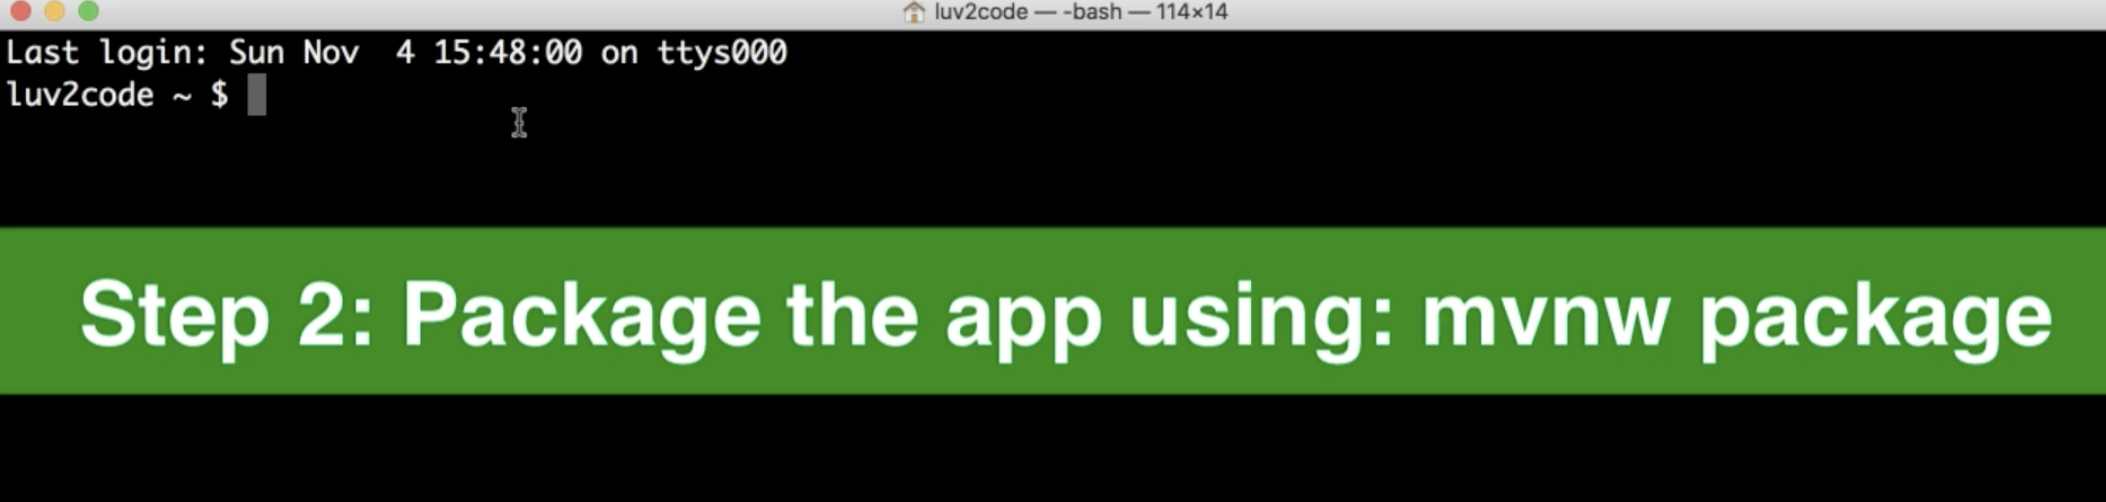 luv2code — -bash — 114×14
Last login: Sun Nov  4 15:48:00 on ttys000
luv2code ~ $
Step 2: Package the app using: mvnw package